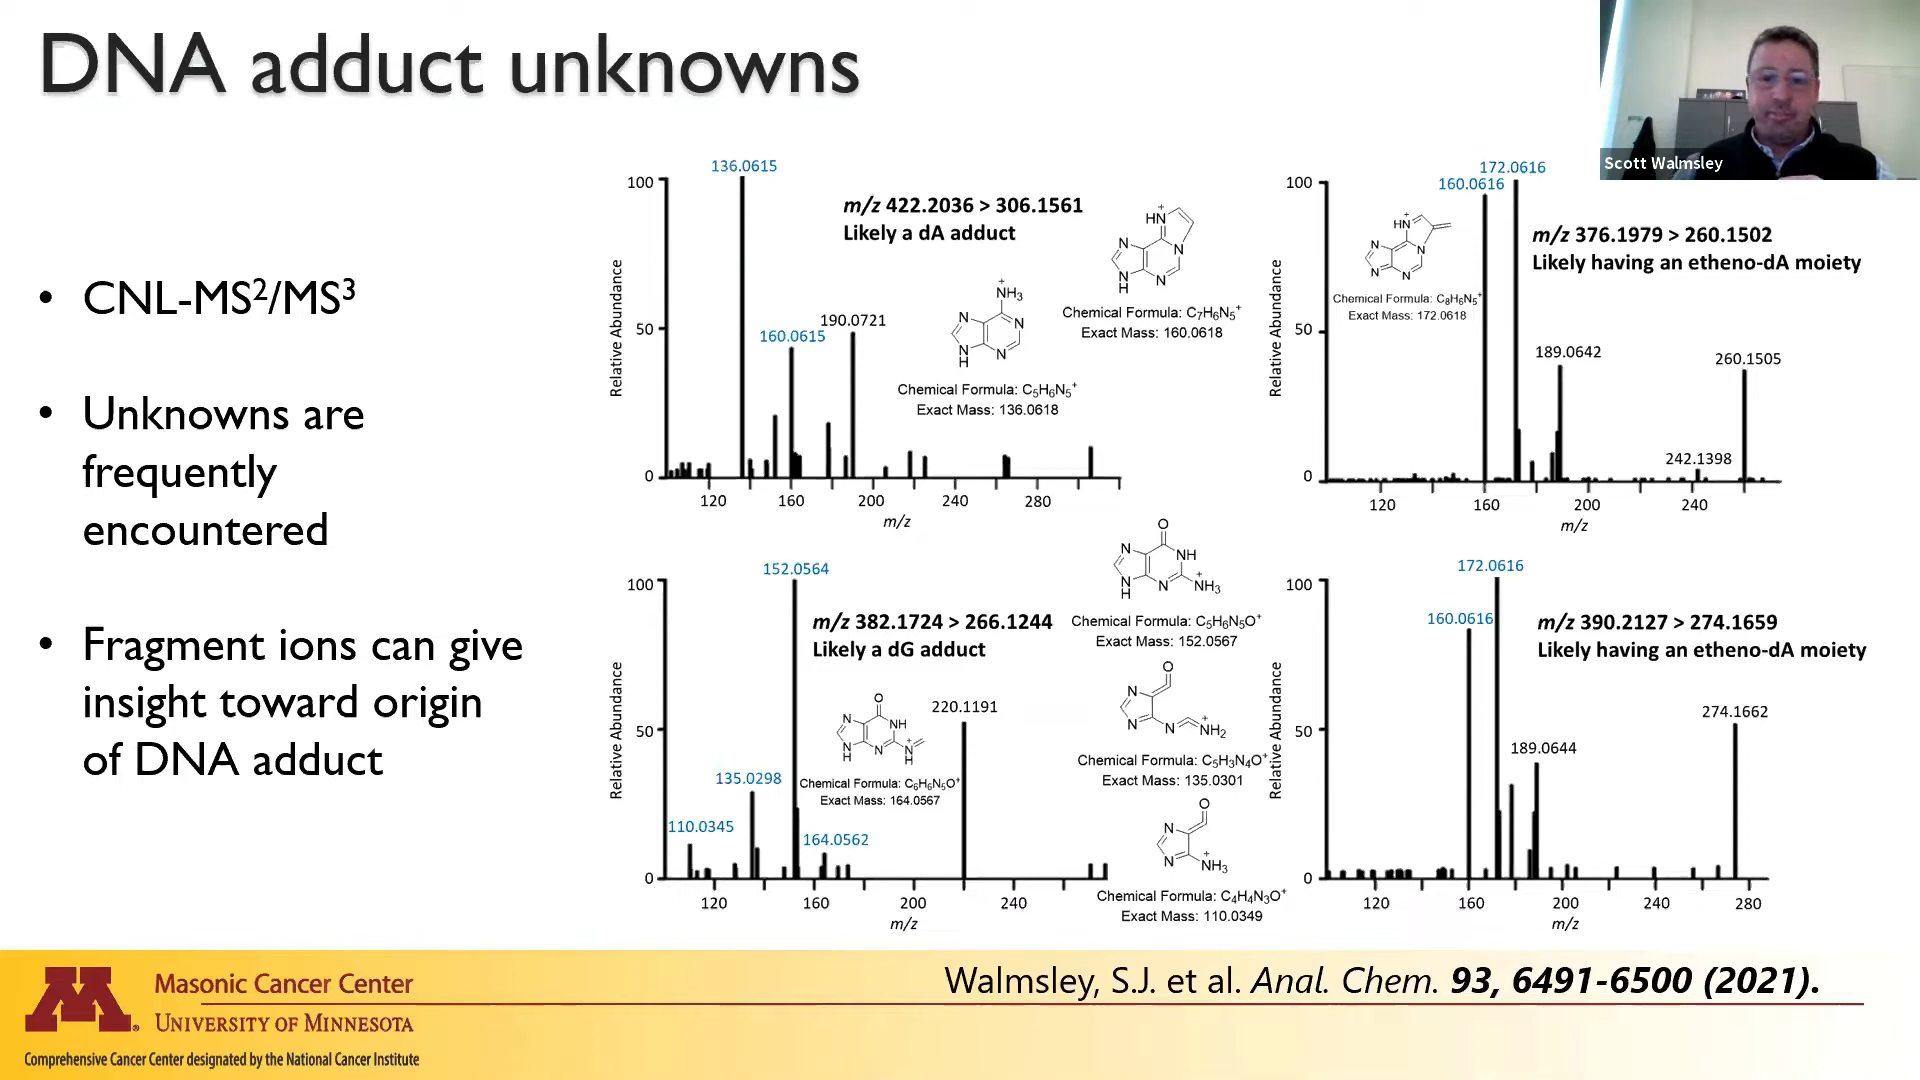 DNA adduct unknowns
Scott Walmsley
• CNL-MS²/MS³
• Unknowns are
frequently
encountered
• Fragment ions can give
insight toward origin
of DNA adduct
136.0615
100
m/z 422.2036 > 306.1561
Likely a dA adduct
160.0615
190.0721
50
0
Relative Abundance
120 160 200 240 280
m/z
NH₃
N
N
N
N
H
Chemical Formula: C₅H₆N₅⁺
Exact Mass: 136.0618
HN
N
N
N
N
H
Chemical Formula: C₇H₆N₅⁺
Exact Mass: 160.0618
172.0616
160.0616
100
m/z 376.1979 > 260.1502
Likely having an etheno-dA moiety
HN
N
N
N
N
Chemical Formula: C₈H₆N₅⁺
Exact Mass: 172.0618
50
189.0642
260.1505
242.1398
0
Relative Abundance
120 160 200 240
m/z
152.0564
100
m/z 382.1724 > 266.1244
Likely a dG adduct
220.1191
50
135.0298
110.0345
164.0562
0
Relative Abundance
120 160 200 240
m/z
O
N
NH
N
N
N
H
H
Chemical Formula: C₆H₆N₅O⁺
Exact Mass: 164.0567
O
N
NH
N
N
NH₃
H
Chemical Formula: C₅H₆N₅O⁺
Exact Mass: 152.0567
O
N
N
N
NH₂
Chemical Formula: C₅H₃N₄O⁺
Exact Mass: 135.0301
O
N
N
NH₃
Chemical Formula: C₄H₄N₃O⁺
Exact Mass: 110.0349
172.0616
100
160.0616
m/z 390.2127 > 274.1659
Likely having an etheno-dA moiety
274.1662
50
189.0644
0
Relative Abundance
120 160 200 240 280
m/z
M
Masonic Cancer Center
UNIVERSITY OF MINNESOTA
Comprehensive Cancer Center designated by the National Cancer Institute
Walmsley, S.J. et al. Anal. Chem. 93, 6491-6500 (2021).